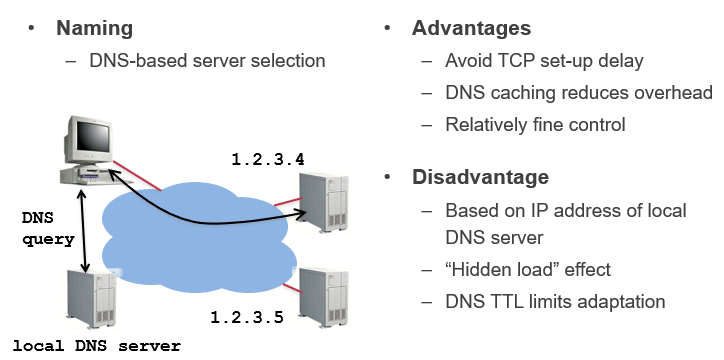 • Naming
– DNS-based server selection
1.2.3.4
DNS
query
1.2.3.5
local DNS server
• Advantages
– Avoid TCP set-up delay
– DNS caching reduces overhead
– Relatively fine control
• Disadvantage
– Based on IP address of local
DNS server
– “Hidden load” effect
– DNS TTL limits adaptation